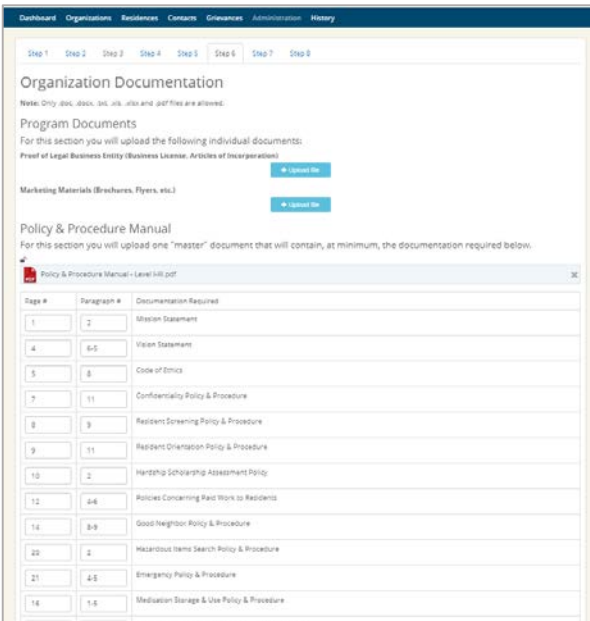 Dashboard Organizations Residences Contacts Grievances Administration History
Step 1 Step 2 Step 3 Step 4 Step 5 Step 6 Step 7 Step 8
Organization Documentation
Note: Only .doc, .docx, .txt, .xls, .xlsx and .pdf files are allowed.
Program Documents
For this section you will upload the following individual documents:
Proof of Legal Business Entity (Business License, Articles of Incorporation)
Upload file
Marketing Materials (Brochures, Flyers, etc.)
Upload file
Policy & Procedure Manual
For this section you will upload one "master" document that will contain, at minimum, the documentation required below.
Policy & Procedure Manual - Level I-III.pdf
Page # Paragraph # Documentation Required
1 2 Mission Statement
4 Vision Statement
5 8 Code of Ethics
7 11 Confidentiality Policy & Procedure
8 9 Resident Screening Policy & Procedure
9 11 Resident Orientation Policy & Procedure
10 2 Hardship Scholarship Assessment Policy
12 4-6 Policies Concerning Paid Work to Residents
14 8-9 Good Neighbor Policy & Procedure
20 2 Hazardous Items Search Policy & Procedure
21 4-5 Emergency Policy & Procedure
16 1-5 Medication Storage & Use Policy & Procedure